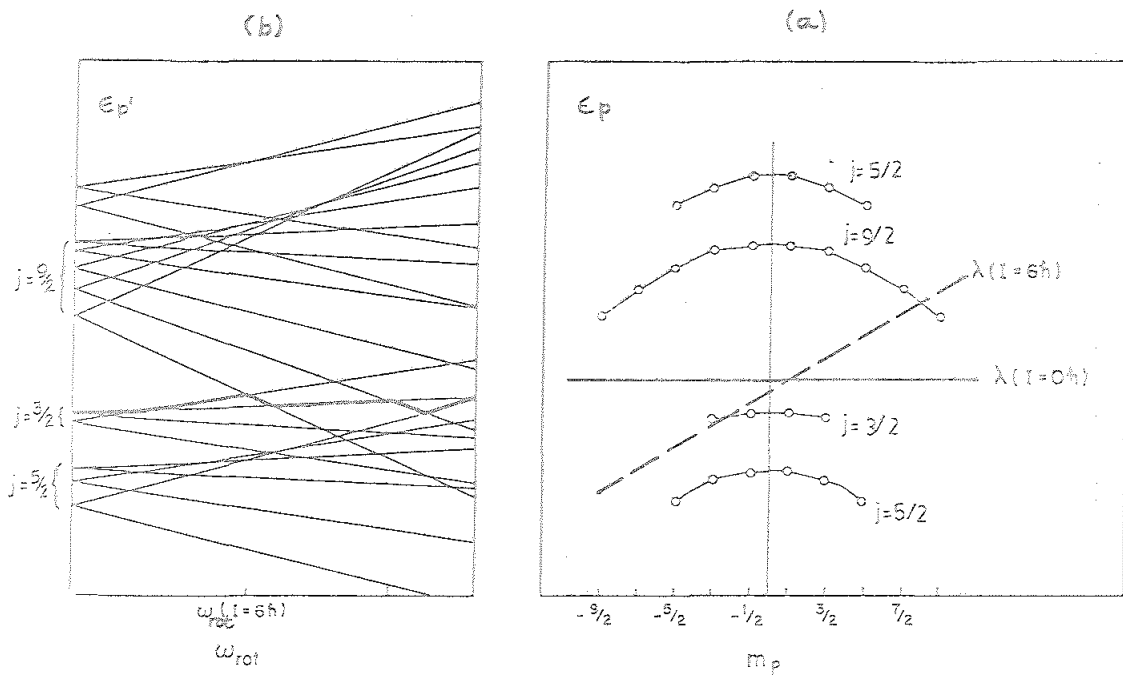 (b)
ϵp'
j=9/2
j=3/2
j=5/2
ωrot(I=6ħ)
ωrot
(a)
ϵp
j=5/2
j=9/2
λ(I=6ħ)
λ(I=0ħ)
j=3/2
j=5/2
-9/2 -5/2 -1/2 3/2 7/2
mp